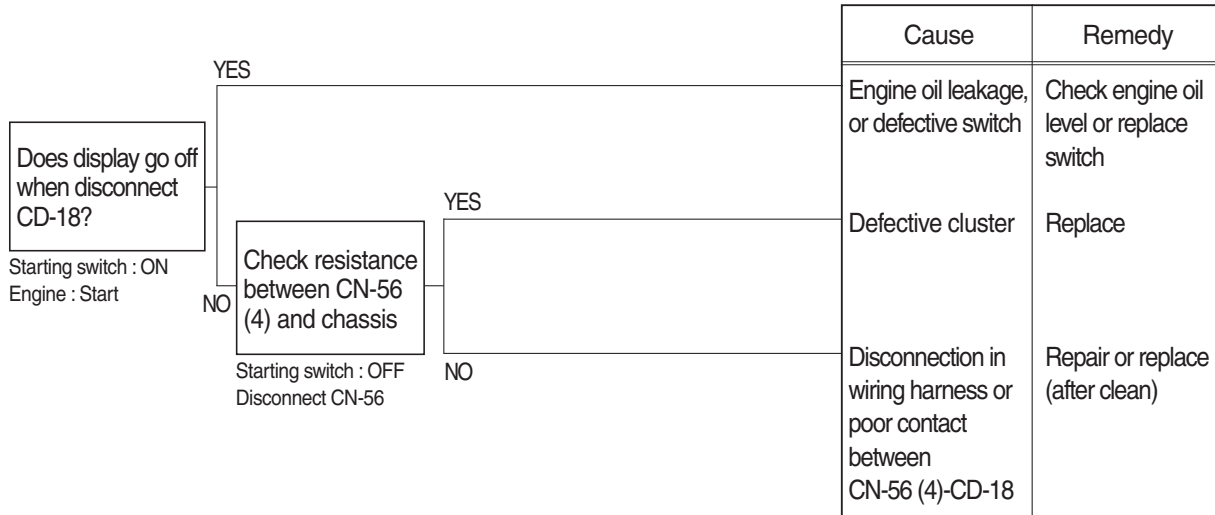 Cause
Remedy
YES
Engine oil leakage,
or defective switch
Check engine oil
level or replace
switch
Does display go off
when disconnect
CD-18?
Starting switch : ON
Engine : Start
NO
Check resistance
between CN-56
(4) and chassis
Starting switch : OFF
Disconnect CN-56
YES
Defective cluster
Replace
NO
Disconnection in
wiring harness or
poor contact
between
CN-56 (4)-CD-18
Repair or replace
(after clean)